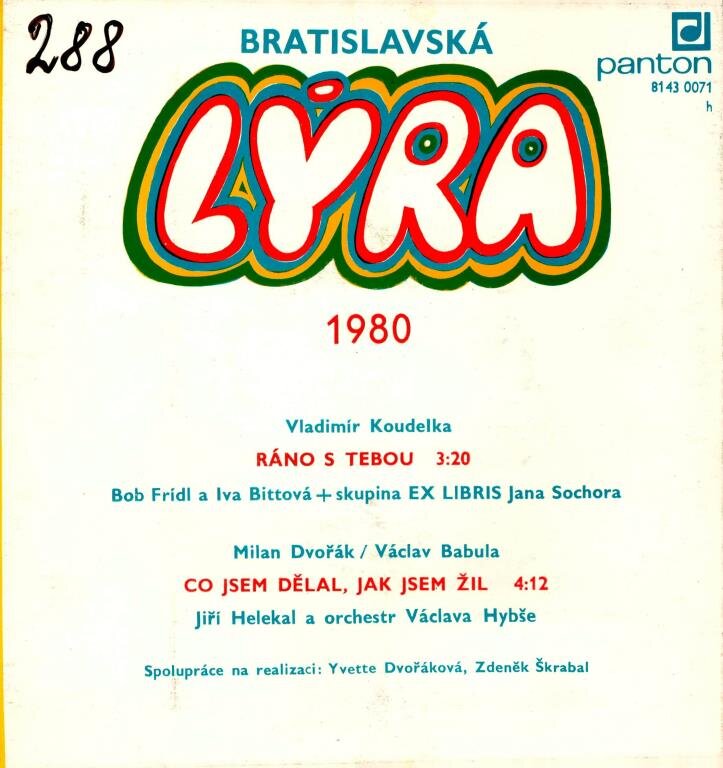 288
BRATISLAVSKÁ
LÝRA
panton
8143 0071
h
1980
Vladimír Koudelka
RÁNO S TEBOU 3:20
Bob Frídl a Iva Bittová + skupina EX LIBRIS Jana Sochora
Milan Dvořák / Václav Babula
CO JSEM DĚLAL, JAK JSEM ŽIL 4:12
Jiří Helekal a orchestr Václava Hybše
Spolupráce na realizaci: Yvette Dvořáková, Zdeněk Škrabal